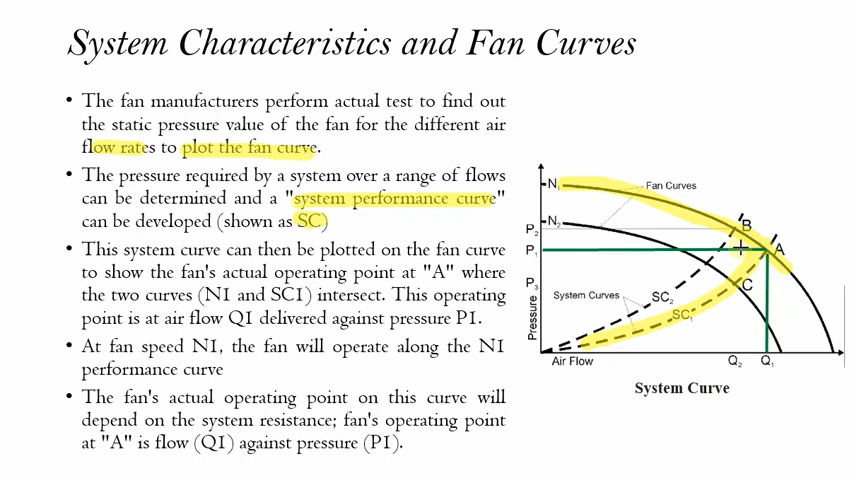 System Characteristics and Fan Curves
• The fan manufacturers perform actual test to find out
the static pressure value of the fan for the different air
flow rates to plot the fan curve.
• The pressure required by a system over a range of flows
can be determined and a "system performance curve"
can be developed (shown as SC)
• This system curve can then be plotted on the fan curve
to show the fan's actual operating point at "A" where
the two curves (N1 and SC1) intersect. This operating
point is at air flow Q1 delivered against pressure P1.
• At fan speed N1, the fan will operate along the N1
performance curve
• The fan's actual operating point on this curve will
depend on the system resistance; fan's operating point
at "A" is flow (Q1) against pressure (P1).
N₁
Fan Curves
N₂
P₂
B
P₁
A
P₃
C
System Curves
SC₂
SC₁
Pressure
Air Flow
Q₂
Q₁
System Curve